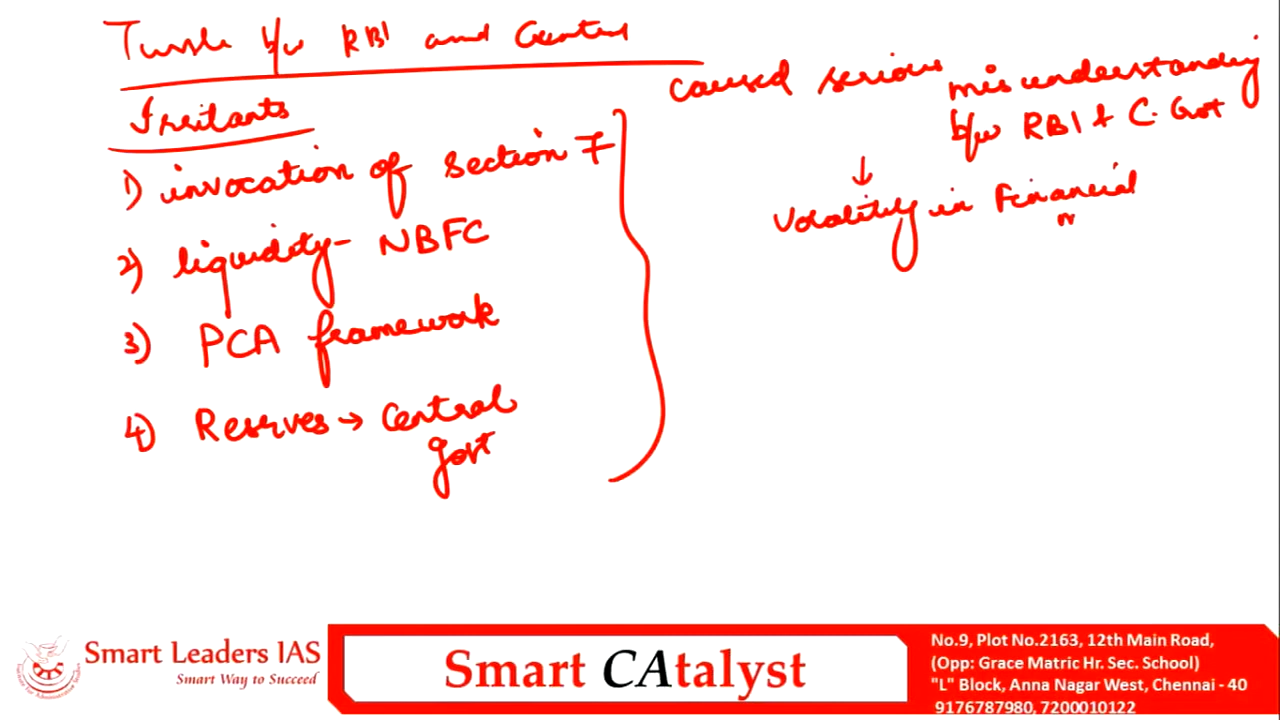 Tussle b/w RBI and Center
Irritants
1) invocation of section 7
2) liquidity - NBFC
3) PCA framework
4) Reserves → Central
Govt
caused serious misunderstanding
b/w RBI & C. Govt
↓
Volality in Financial
Smart Leaders IAS
Smart Way to Succeed
Smart CAtalyst
No.9, Plot No.2163, 12th Main Road,
(Opp: Grace Matric Hr. Sec. School)
"L" Block, Anna Nagar West, Chennai - 40
9176787980, 7200010122